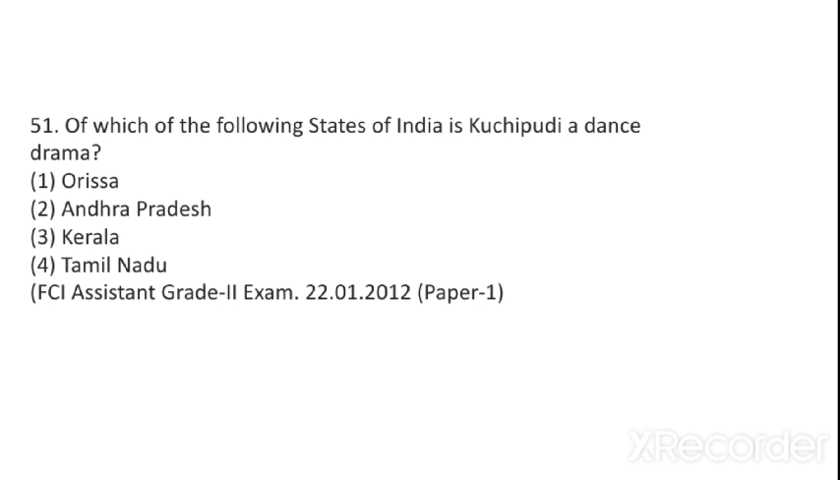 51. Of which of the following States of India is Kuchipudi a dance
drama?
(1) Orissa
(2) Andhra Pradesh
(3) Kerala
(4) Tamil Nadu
(FCI Assistant Grade-II Exam. 22.01.2012 (Paper-1)
XRecorder